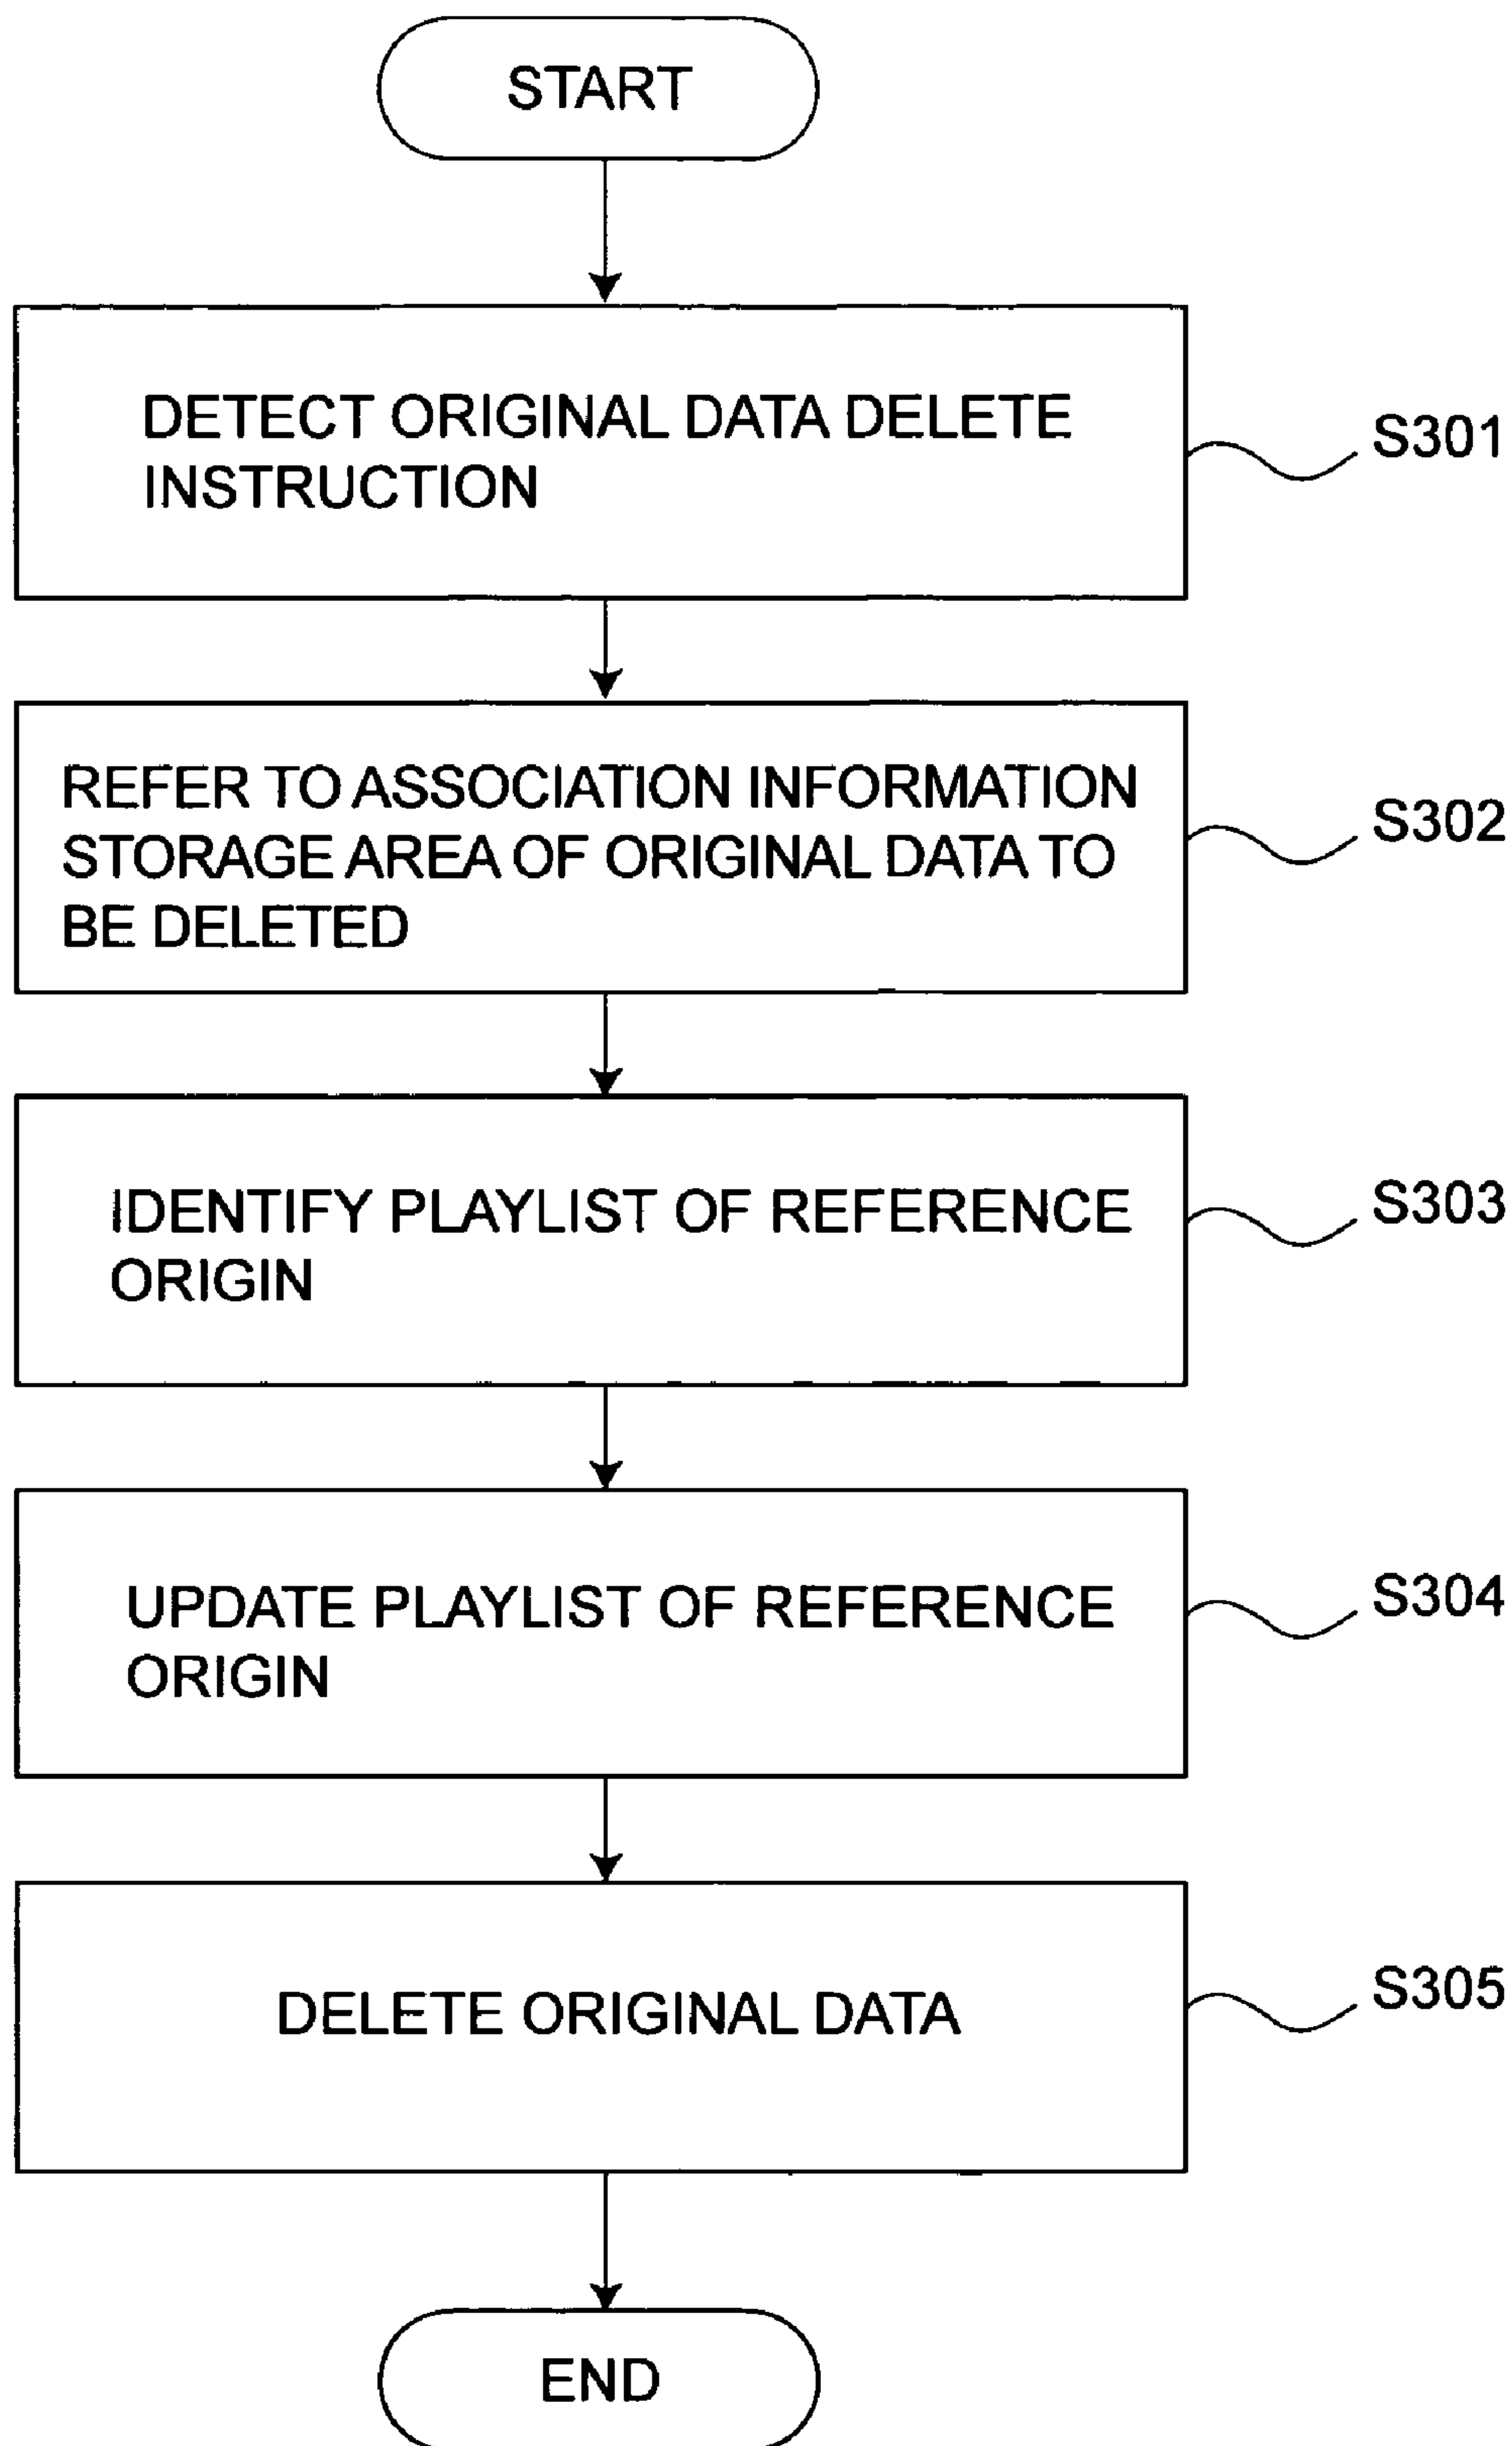 START
DETECT ORIGINAL DATA DELETE
INSTRUCTION
S301
REFER TO ASSOCIATION INFORMATION
STORAGE AREA OF ORIGINAL DATA TO
BE DELETED
S302
IDENTIFY PLAYLIST OF REFERENCE
ORIGIN
S303
UPDATE PLAYLIST OF REFERENCE
ORIGIN
S304
DELETE ORIGINAL DATA
S305
END